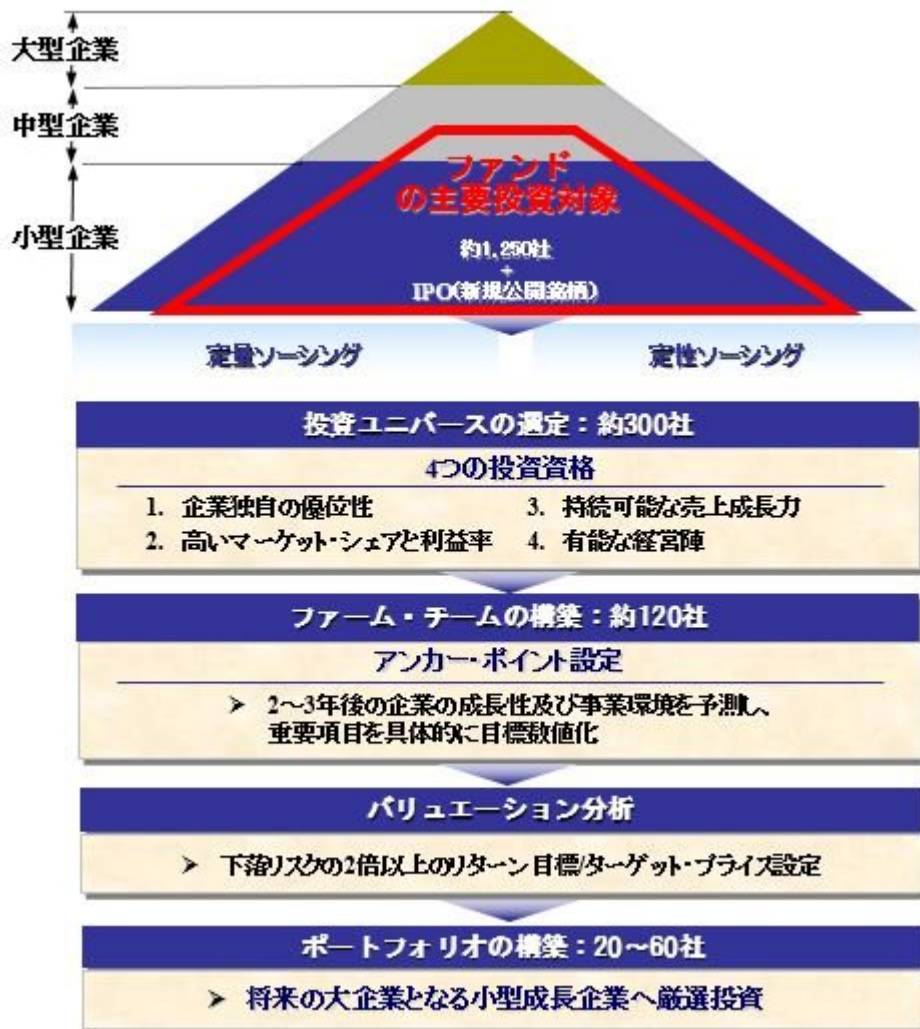 大型企業
中型企業
小型企業
ファンド
の主要投資対象
約1,250社
+
IPO(新規公開銘柄)
定量ソーシング
定性ソーシング
投資ユニバースの選定:約300社
4つの投資資格
1. 企業独自の優位性
2. 高いマーケット・シェアと利益率
3. 持続可能な売上成長力
4. 有能な経営陣
ファーム・チームの構築:約120社
アンカー・ポイント設定
➢ 2~3年後の企業の成長性及び事業環境を予測し、
重要項目を具体的に目標数値化
バリュエーション分析
➢ 下落リスクの2倍以上のリターン目標/ターゲット・プライス設定
ポートフォリオの構築:20~60社
➢ 将来の大企業となる小型成長企業へ厳選投資